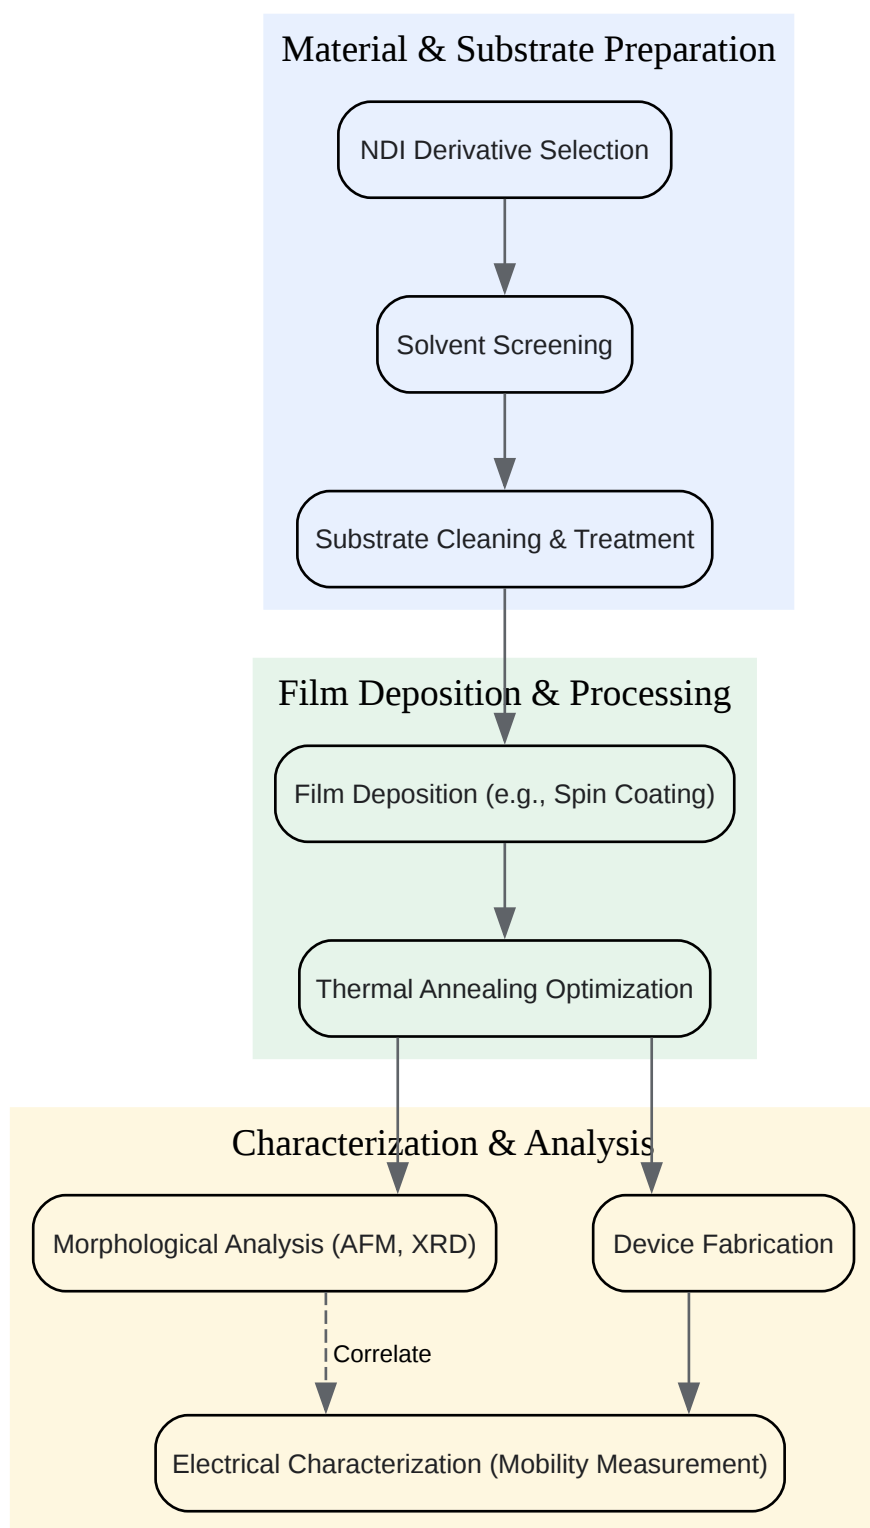 Material & Substrate Preparation
NDI Derivative Selection
Solvent Screening
Substrate Cleaning & Treatment
Film Deposition & Processing
Film Deposition (e.g., Spin Coating)
Thermal Annealing Optimization
Characterization & Analysis
Morphological Analysis (AFM, XRD)
Device Fabrication
Correlate
Electrical Characterization (Mobility Measurement)